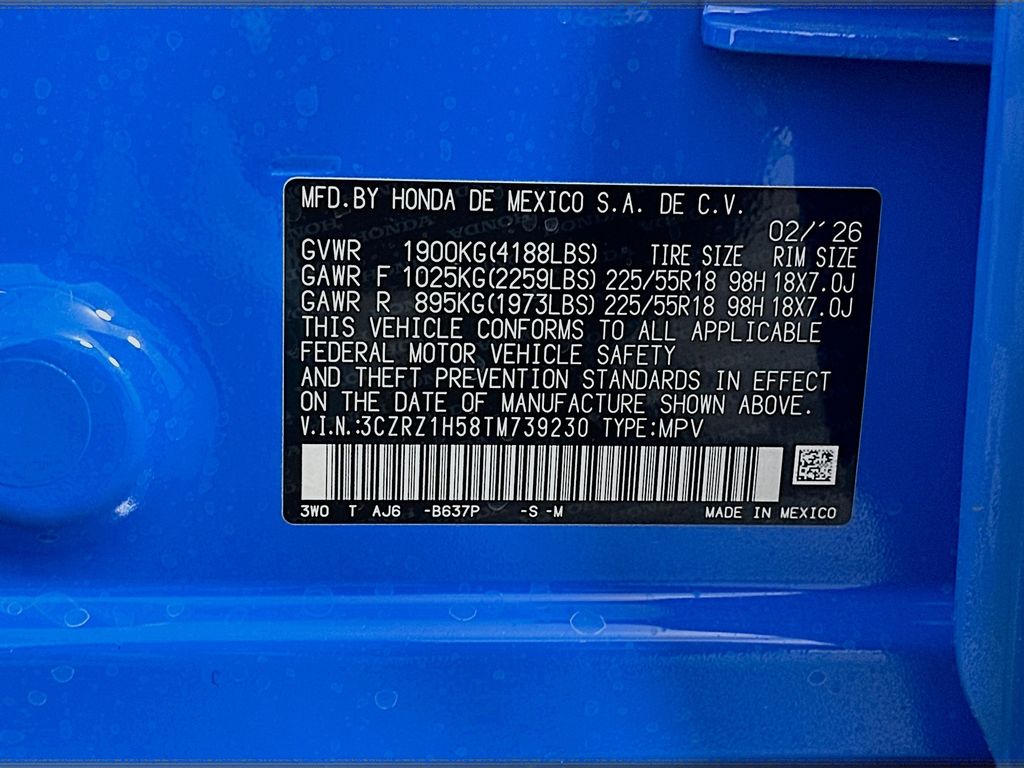 MFD.BY HONDA DE MEXICO S.A. DE C.V.
02/´26
GVWR 1900KG(4188LBS) TIRE SIZE RIM SIZE
GAWR F 1025KG(2259LBS) 225/55R18 98H 18X7.0J
GAWR R 895KG(1973LBS) 225/55R18 98H 18X7.0J
THIS VEHICLE CONFORMS TO ALL APPLICABLE
FEDERAL MOTOR VEHICLE SAFETY
AND THEFT PREVENTION STANDARDS IN EFFECT
ON THE DATE OF MANUFACTURE SHOWN ABOVE.
V.I.N.:3CZRZ1H58TM739230 TYPE:MPV
3W0 T AJ6 -B637P -S -M MADE IN MEXICO